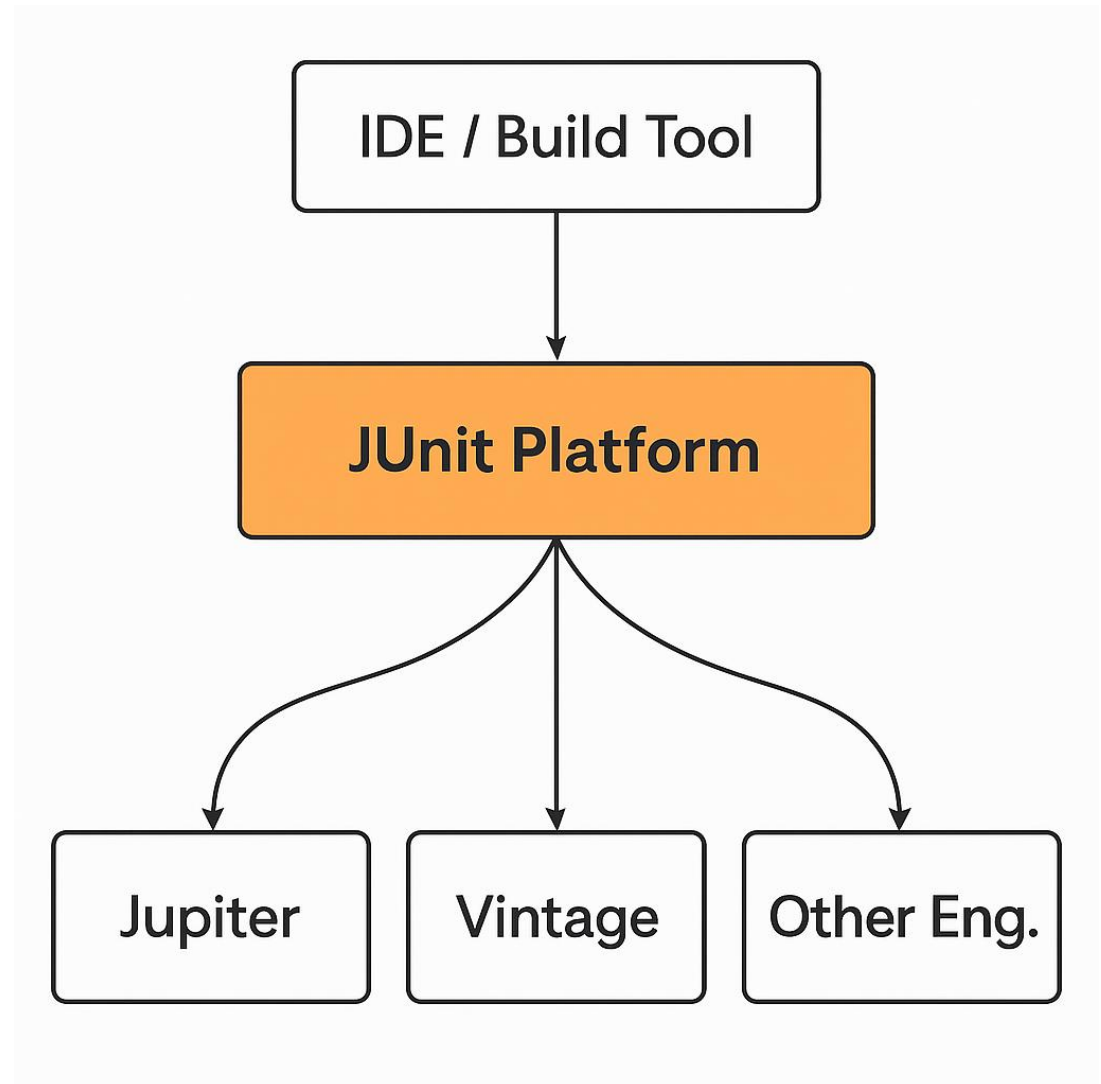 IDE / Build Tool
JUnit Platform
Jupiter
Vintage
Other Eng.